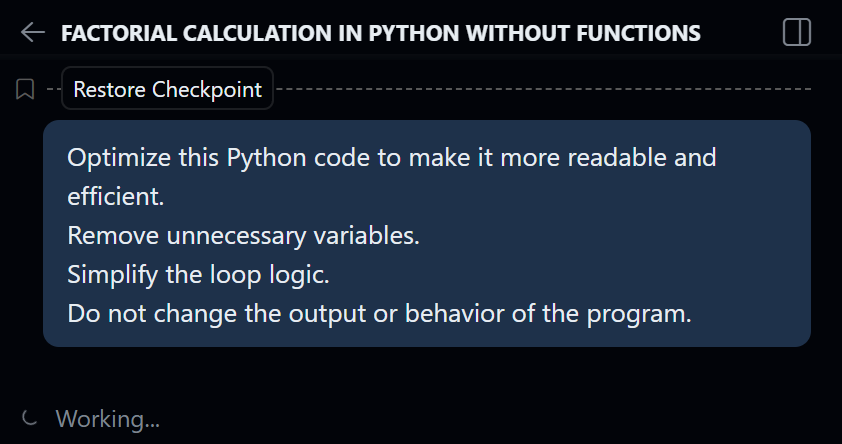 FACTORIAL CALCULATION IN PYTHON WITHOUT FUNCTIONS
Restore Checkpoint
Optimize this Python code to make it more readable and
efficient.
Remove unnecessary variables.
Simplify the loop logic.
Do not change the output or behavior of the program.
Working...